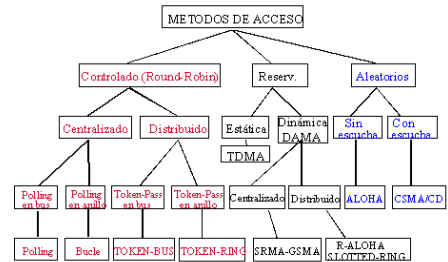 METODOS DE ACCESO
Controlado (Round-Robin)
Reserv.
Aleatorios
Centralizado
Distribuido
Estática
Dinámica
DAMA
Sin
escucha
Con
escucha
TDMA
Polling
en bus
Polling
en anillo
Token-Pass
en bus
Token-Pass
en anillo
Centralizado
Distribuido
ALOHA
CSMA/CD
Polling
Bucle
TOKEN-BUS
TOKEN-RING
SRMA-GSMA
R-ALOHA
SLOTTED-RING